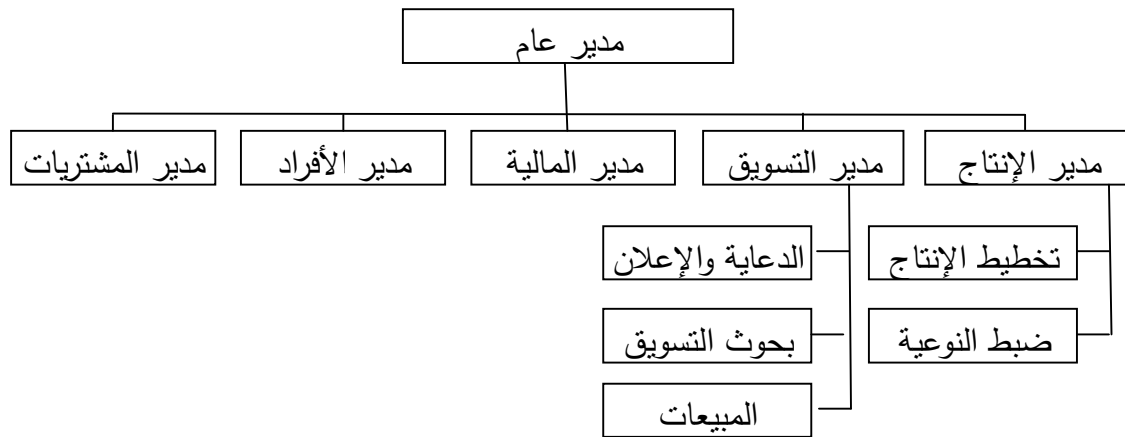 مدير عام
مدير الإنتاج
مدير التسويق
مدير المالية
مدير الأفراد
مدير المشتريات
تخطيط الإنتاج
الدعاية والإعلان
ضبط النوعية
بحوث التسويق
المبيعات